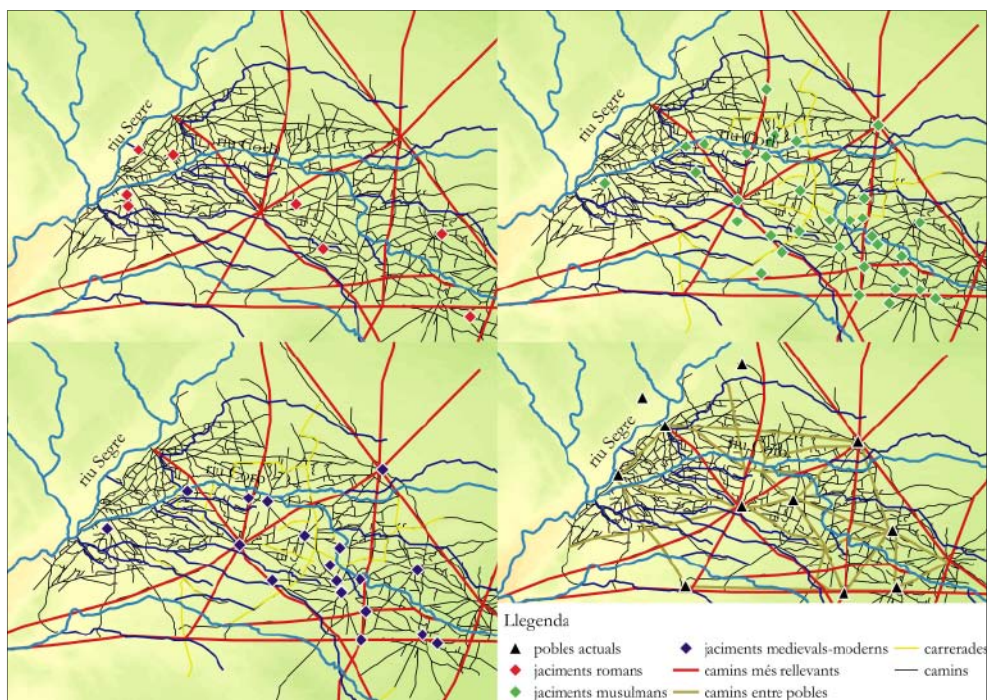 riu Segre
riu Corb
riu Segre
riu Corb
riu Segre
riu Corb
riu Segre
riu Corb
Llegenda
pobles actuals
jaciments romans
jaciments musulmans
jaciments medievals-moderns
camins més rellevants
camins entre pobles
carrerades
camins